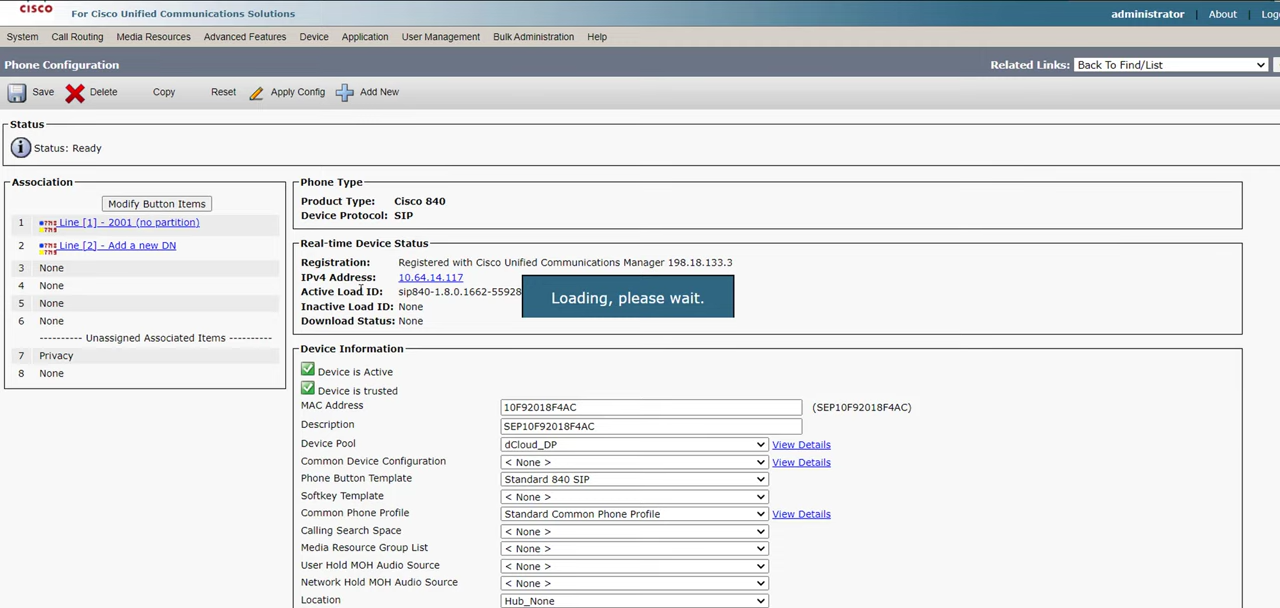 CISCO For Cisco Unified Communications Solutions administrator | About | Log
System Call Routing Media Resources Advanced Features Device Application User Management Bulk Administration Help
Phone Configuration Related Links: Back To Find/List
Save Delete Copy Reset Apply Config Add New
Status
Status: Ready
Association
Modify Button Items
1 Line [1] - 2001 (no partition)
2 Line [2] - Add a new DN
3 None
4 None
5 None
6 None
---------- Unassigned Associated Items ----------
7 Privacy
8 None
Phone Type
Product Type: Cisco 840
Device Protocol: SIP
Real-time Device Status
Registration: Registered with Cisco Unified Communications Manager 198.18.133.3
IPv4 Address: 10.64.14.117
Active Load ID: sip840-1.8.0.1662-55928
Inactive Load ID: None
Download Status: None
Loading, please wait.
Device Information
Device is Active
Device is trusted
MAC Address 10F92018F4AC (SEP10F92018F4AC)
Description SEP10F92018F4AC
Device Pool dCloud_DP View Details
Common Device Configuration < None > View Details
Phone Button Template Standard 840 SIP
Softkey Template < None >
Common Phone Profile Standard Common Phone Profile View Details
Calling Search Space < None >
Media Resource Group List < None >
User Hold MOH Audio Source < None >
Network Hold MOH Audio Source < None >
Location Hub_None